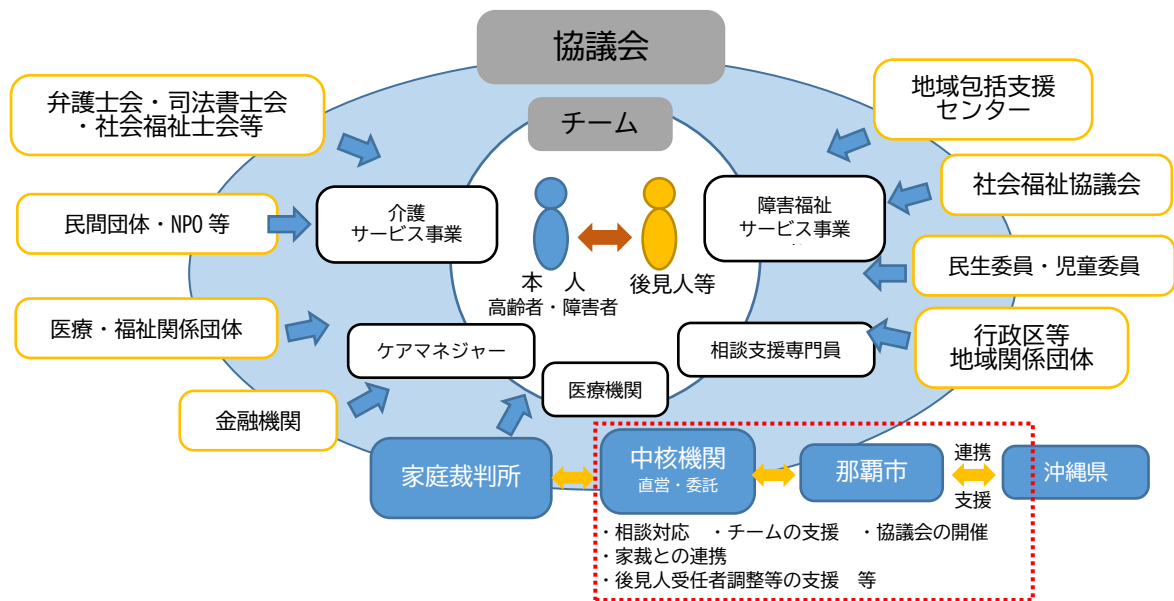 協議会
チーム
弁護士会・司法書士会
・社会福祉士会等
民間団体・NPO 等
医療・福祉関係団体
金融機関
地域包括支援
センター
社会福祉協議会
民生委員・児童委員
行政区等
地域関係団体
介護
サービス事業
障害福祉
サービス事業
本 人
高齢者・障害者
後見人等
ケアマネジャー
相談支援専門員
医療機関
家庭裁判所
中核機関
直営・委託
那覇市
連携
支援
沖縄県
・相談対応 ・チームの支援 ・協議会の開催
・家裁との連携
・後見人受任者調整等の支援 等